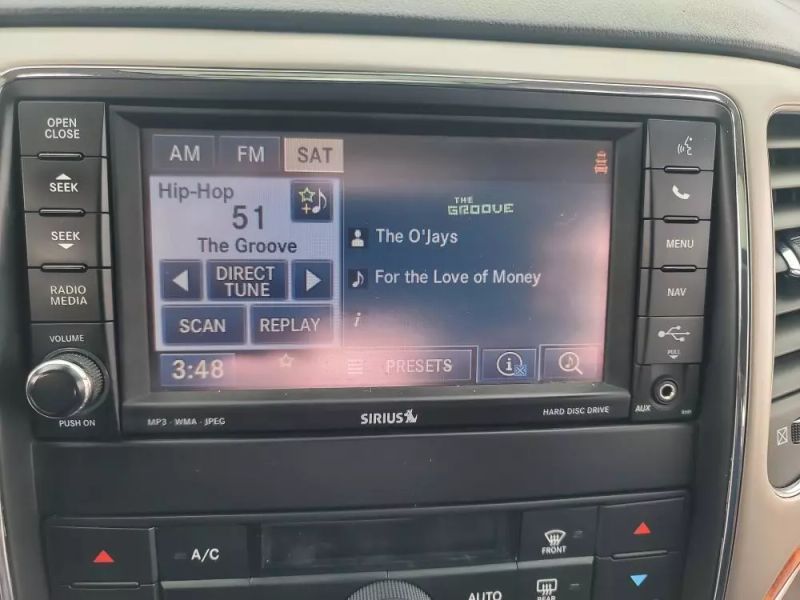 OPEN
CLOSE
SEEK
SEEK
RADIO
MEDIA
VOLUME
PUSH ON
AM FM SAT
Hip-Hop
51
The Groove
DIRECT
TUNE
SCAN REPLAY
3:48
THE
GROOVE
The O'Jays
For the Love of Money
i
PRESETS
i
MENU
NAV
PULL
AUX
MP3 · WMA · JPEG
SIRIUS
HARD DISC DRIVE
A/C
FRONT
AUTO
REAR